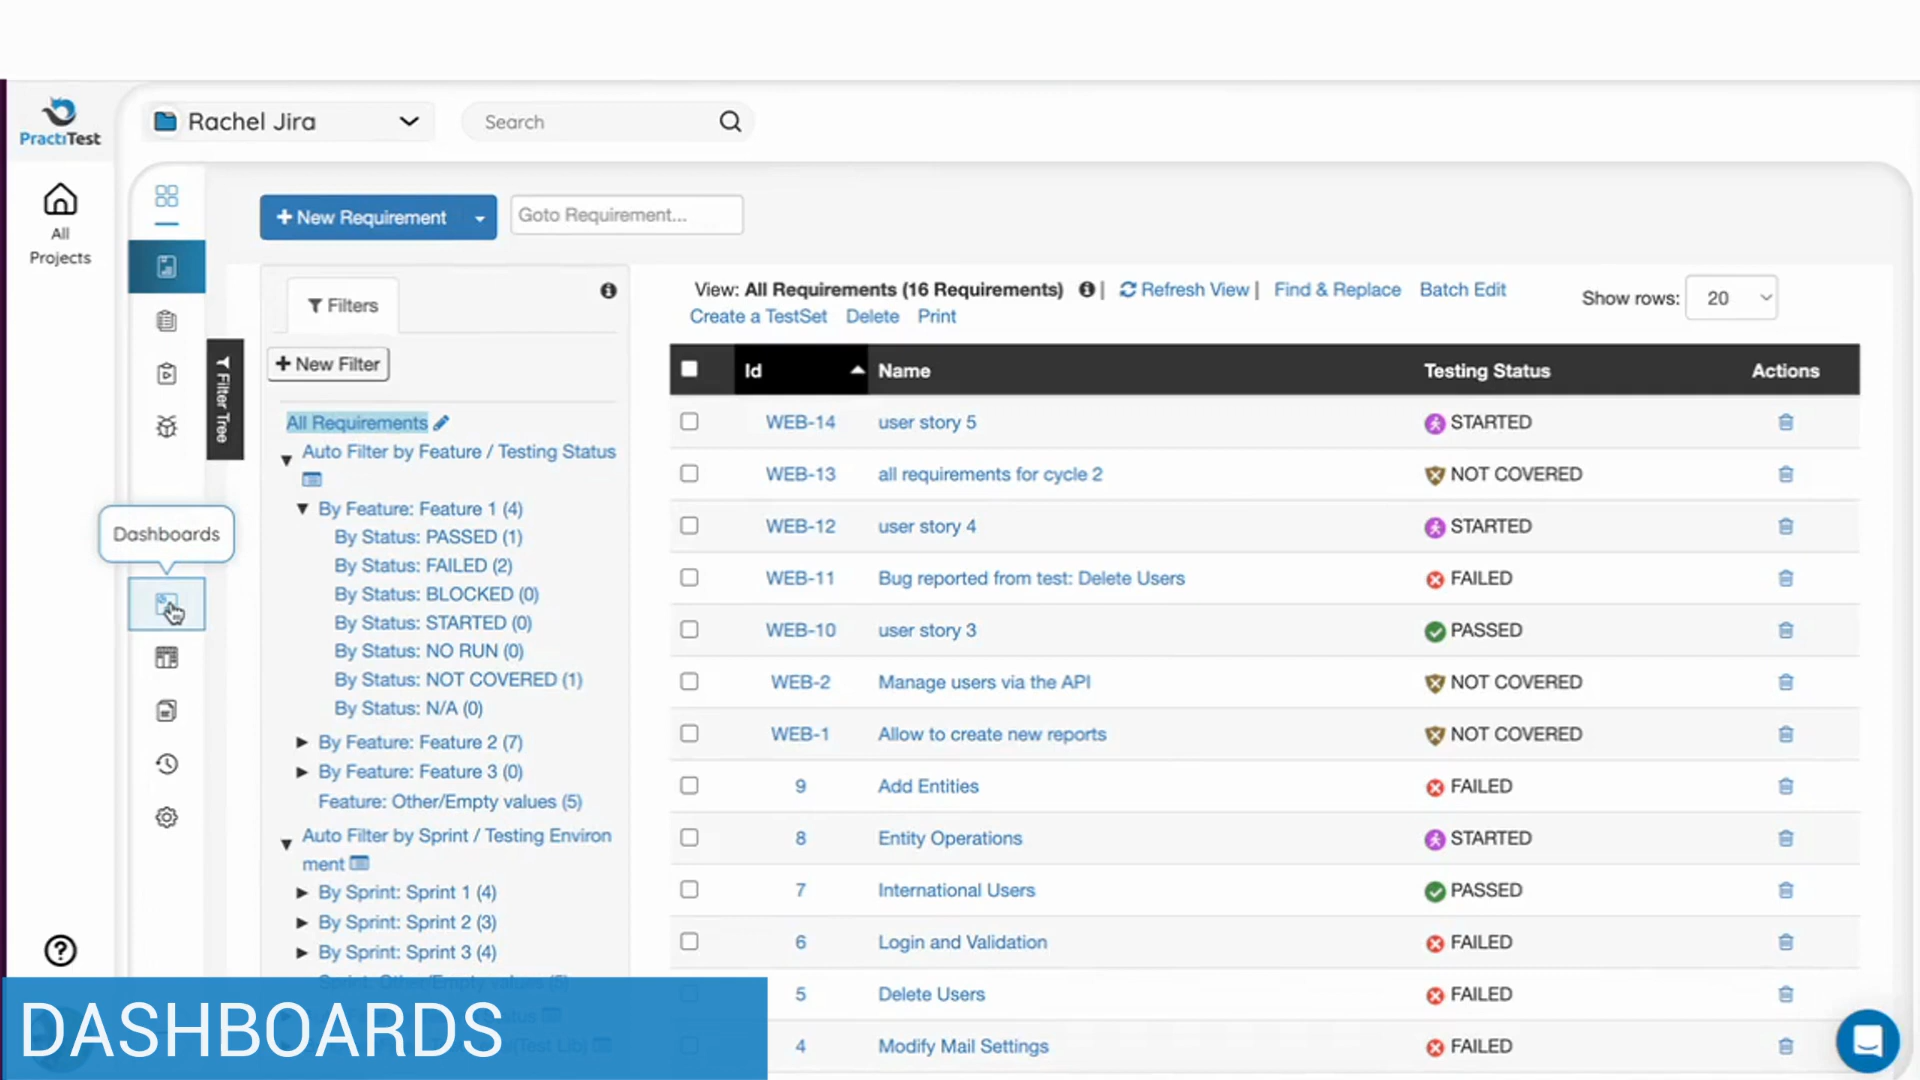 PractiTest
Rachel Jira
Search
All
Projects
New Requirement
Goto Requirement...
Filters
New Filter
Filter Tree
Dashboards
All Requirements
Auto Filter by Feature / Testing Status
By Feature: Feature 1 (4)
By Status: PASSED (1)
By Status: FAILED (2)
By Status: BLOCKED (0)
By Status: STARTED (0)
By Status: NO RUN (0)
By Status: NOT COVERED (1)
By Status: N/A (0)
By Feature: Feature 2 (7)
By Feature: Feature 3 (0)
Feature: Other/Empty values (5)
Auto Filter by Sprint / Testing Environ
ment
By Sprint: Sprint 1 (4)
By Sprint: Sprint 2 (3)
By Sprint: Sprint 3 (4)
Sprint: Other/Empty values (5)
View: All Requirements (16 Requirements) | Refresh View | Find & Replace Batch Edit
Create a TestSet Delete Print
Show rows: 20
Id Name Testing Status Actions
WEB-14 user story 5 STARTED
WEB-13 all requirements for cycle 2 NOT COVERED
WEB-12 user story 4 STARTED
WEB-11 Bug reported from test: Delete Users FAILED
WEB-10 user story 3 PASSED
WEB-2 Manage users via the API NOT COVERED
WEB-1 Allow to create new reports NOT COVERED
9 Add Entities FAILED
8 Entity Operations STARTED
7 International Users PASSED
6 Login and Validation FAILED
5 Delete Users FAILED
4 Modify Mail Settings FAILED
DASHBOARDS